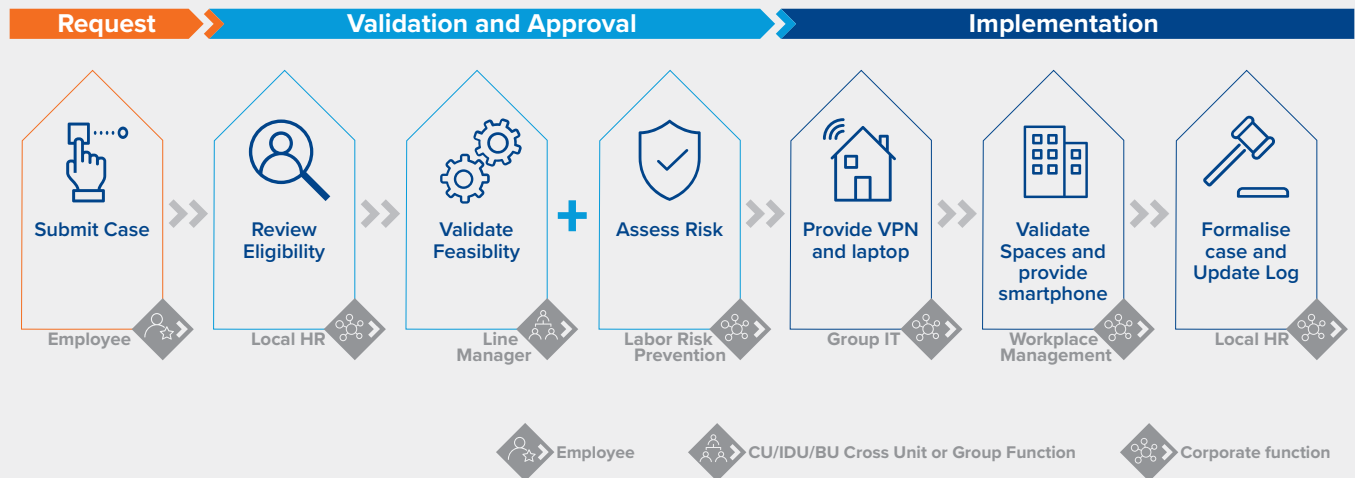 Request
Validation and Approval
Implementation
Submit Case
Review
Eligibility
Validate
Feasiblity
Assess Risk
Provide VPN
and laptop
Validate
Spaces and
provide
smartphone
Formalise
case and
Update Log
Employee
Local HR
Line
Manager
Labor Risk
Prevention
Group IT
Workplace
Management
Local HR
Employee
CU/IDU/BU Cross Unit or Group Function
Corporate function